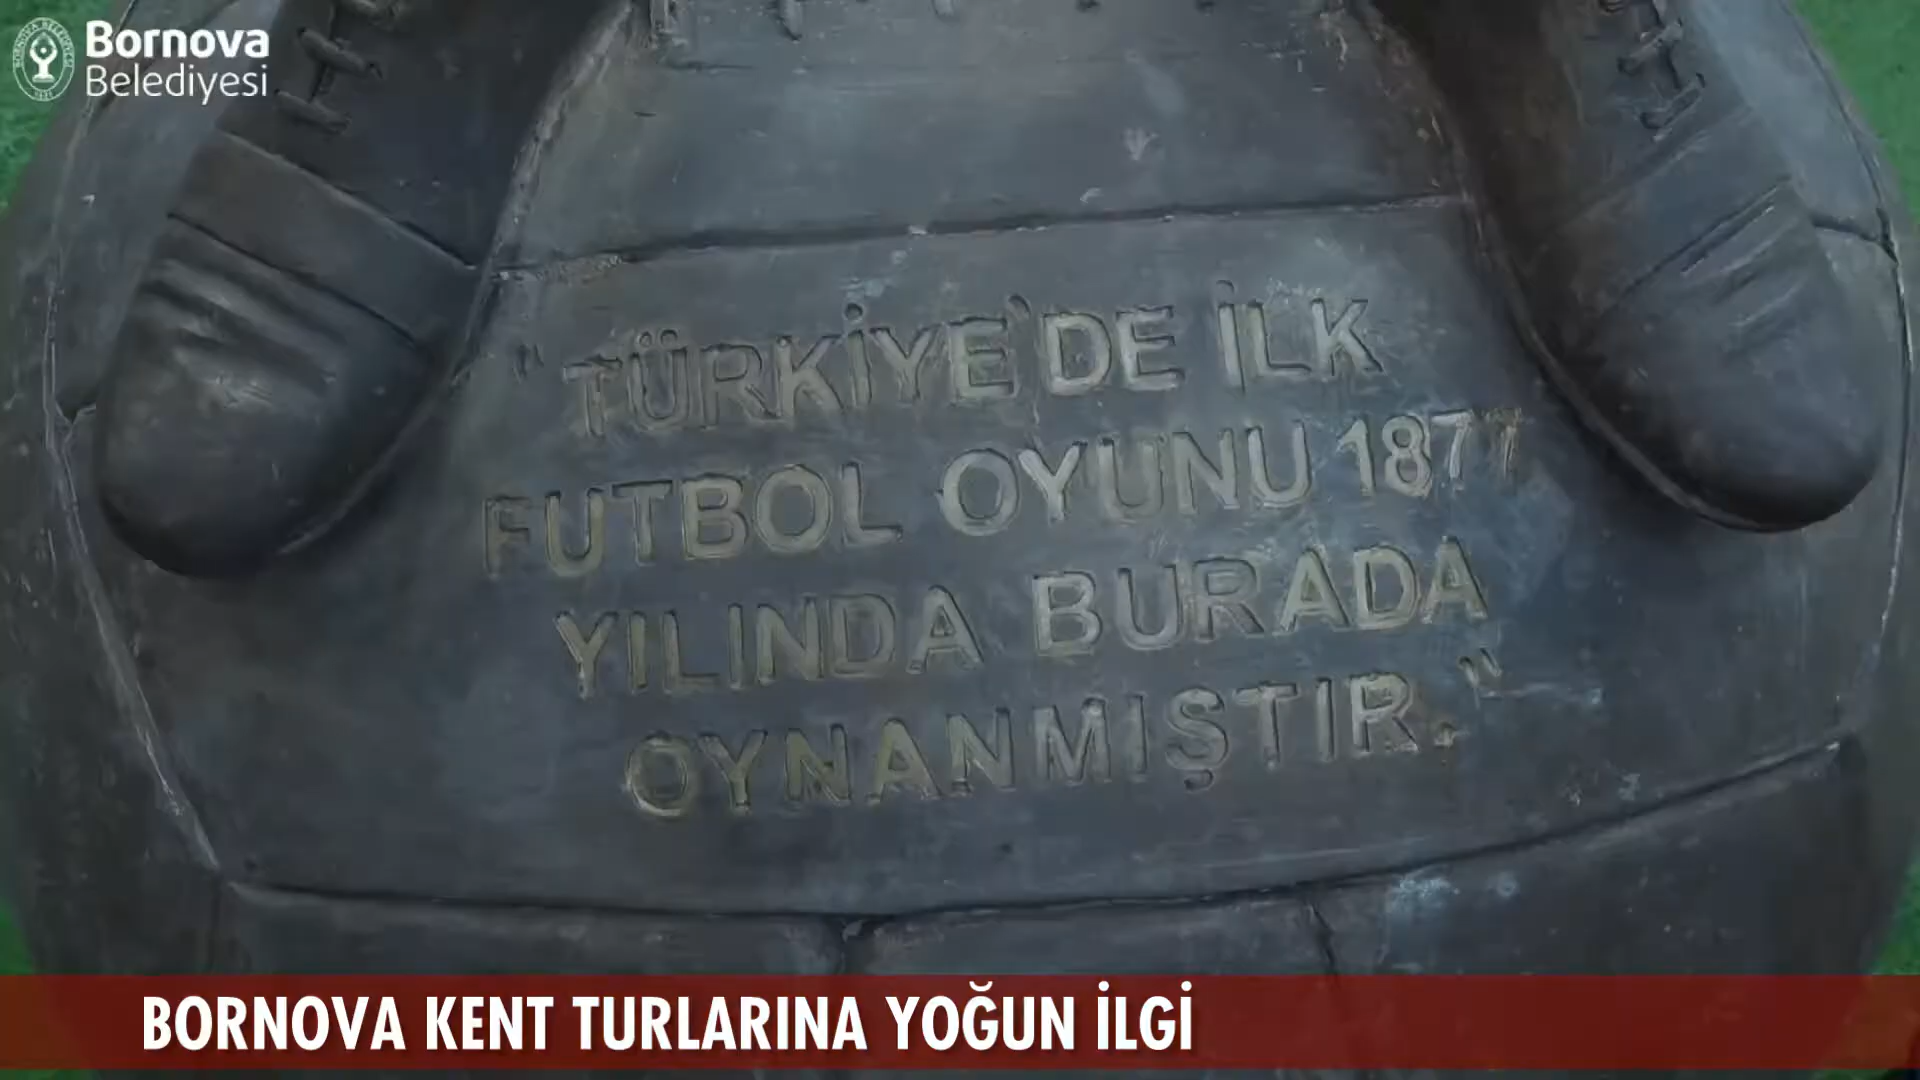 Bornova
Belediyesi
"TÜRKİYE'DE İLK
FUTBOL OYUNU 1877
YILINDA BURADA
OYNANMIŞTIR."
BORNOVA KENT TURLARINA YOĞUN İLGİ